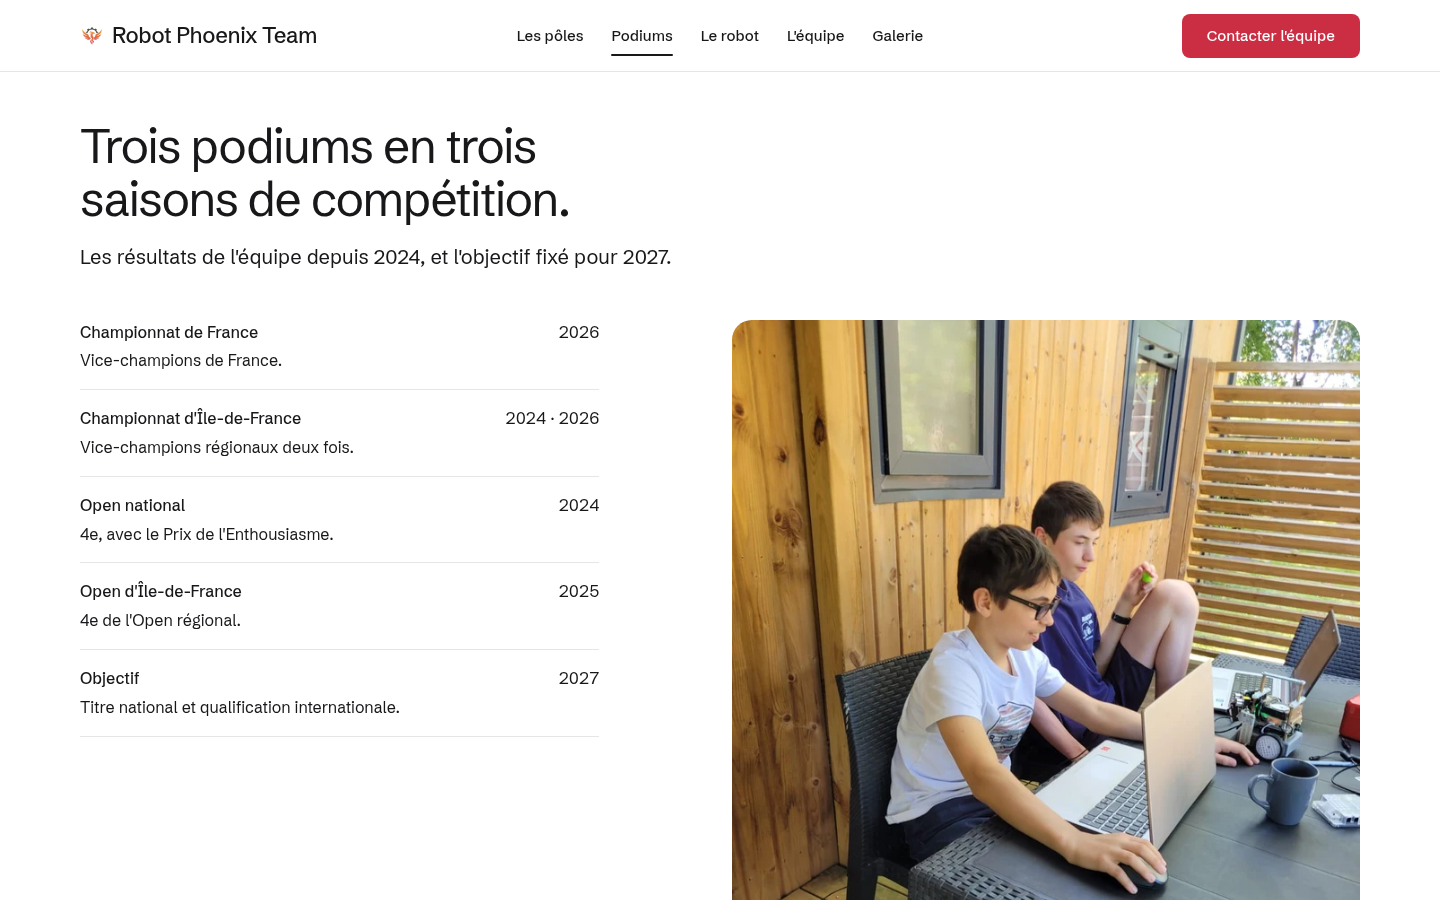 Robot Phoenix Team
Les pôles
Podiums
Le robot
L'équipe
Galerie
Contacter l'équipe
Trois podiums en trois
saisons de compétition.
Les résultats de l'équipe depuis 2024, et l'objectif fixé pour 2027.
Championnat de France 2026
Vice-champions de France.
Championnat d'Île-de-France 2024 · 2026
Vice-champions régionaux deux fois.
Open national 2024
4e, avec le Prix de l'Enthousiasme.
Open d'Île-de-France 2025
4e de l'Open régional.
Objectif 2027
Titre national et qualification internationale.